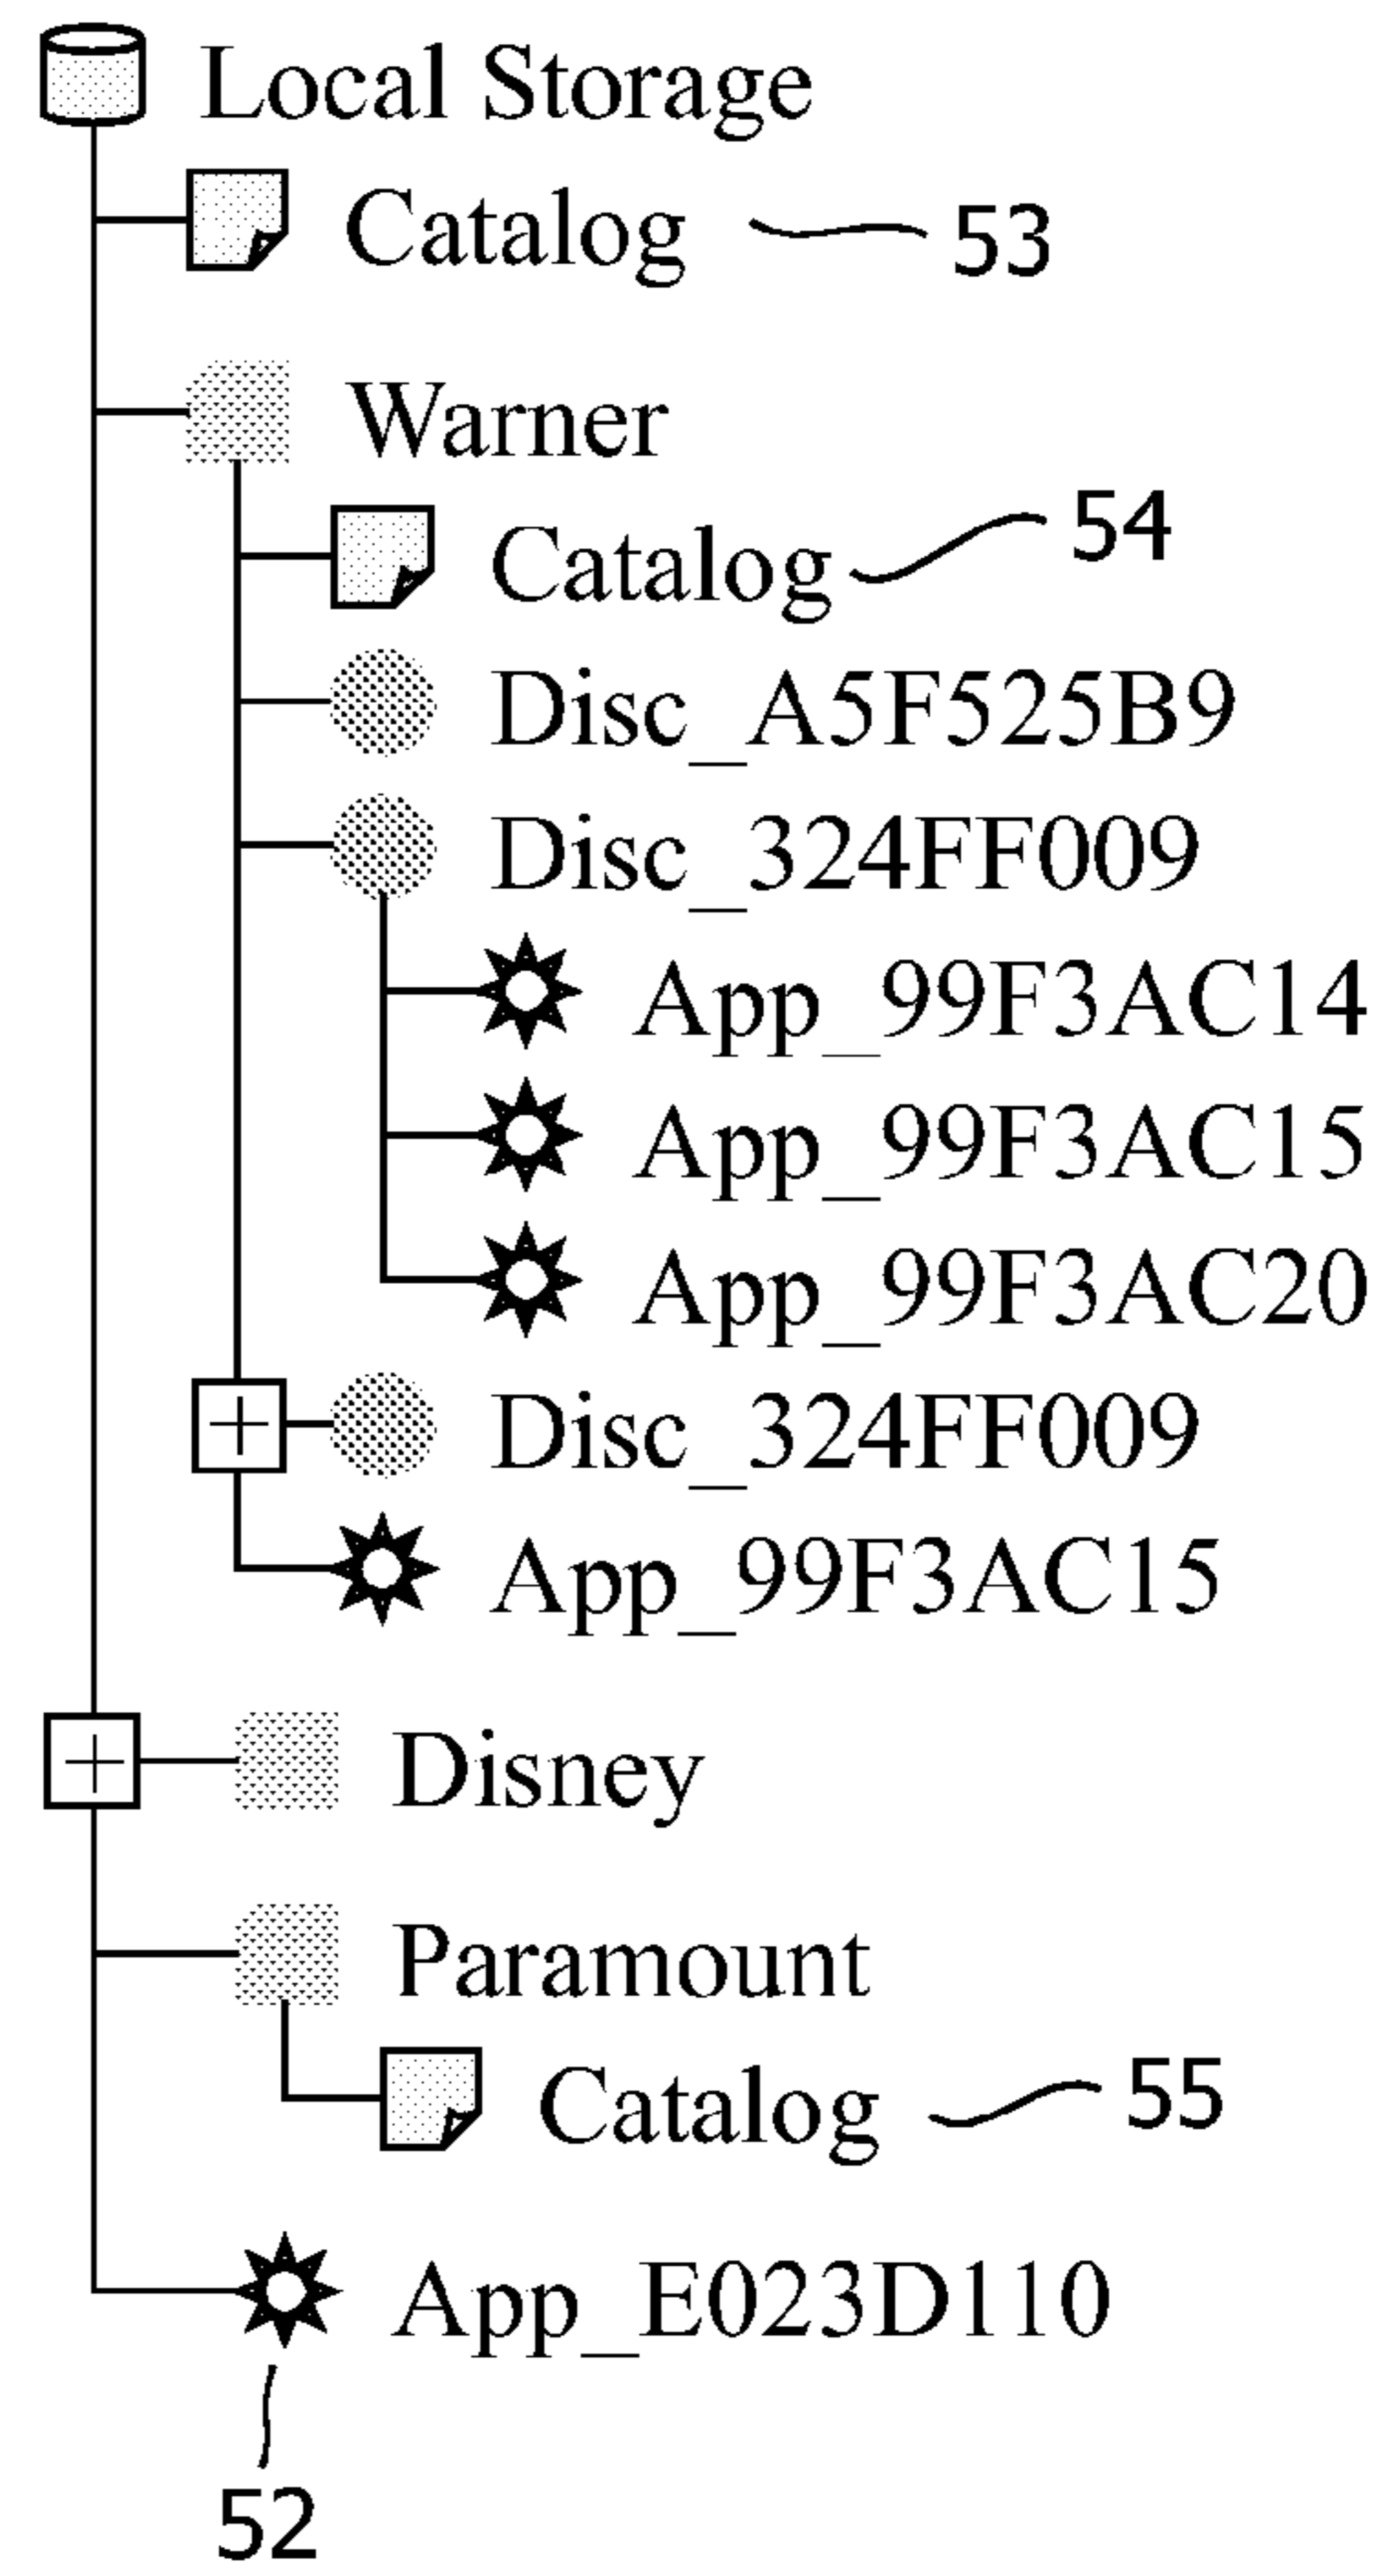 Local Storage
Catalog 53
Warner
Catalog 54
Disc_A5F525B9
Disc_324FF009
App_99F3AC14
App_99F3AC15
App_99F3AC20
Disc_324FF009
App_99F3AC15
Disney
Paramount
Catalog 55
App_E023D110
52